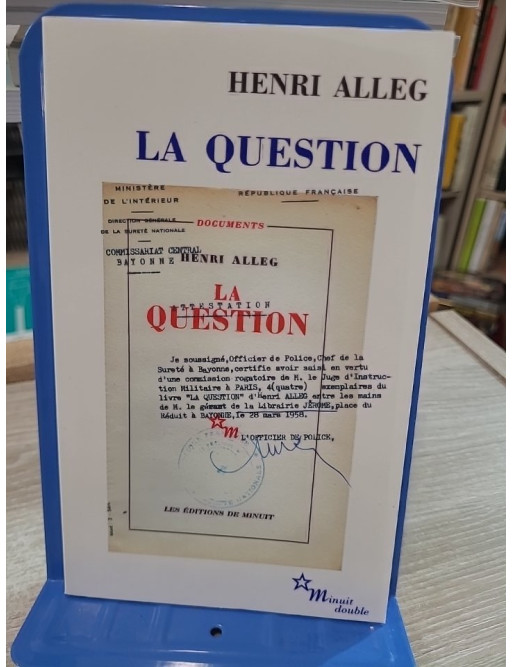 HENRI ALLEG
LA QUESTION
MINISTÈRE
DE L'INTÉRIEUR
RÉPUBLIQUE FRANÇAISE
DIRECTION GÉNÉRALE
DE LA SURETÉ NATIONALE
DOCUMENTS
COMMISSARIAT CENTRAL
BAYONNE
HENRI ALLEG
LA
ATTESTATION
QUESTION
Je soussigné,Officier de Police,Chef de la
Sureté à Bayonne,certifie avoir saisi en vertu
d'une commission rogatoire de M. le Juge d'Instruc-
tion Militaire à PARIS, 4(quatre) exemplaires du
livre "LA QUESTION" d'Henri ALLEG entre les mains
de M. le gérant de la Librairie JÉROME,place du
Réduit à BAYONNE,le 28 mars 1958.
m
L'OFFICIER DE POLICE,
LES ÉDITIONS DE MINUIT
Minuit
double